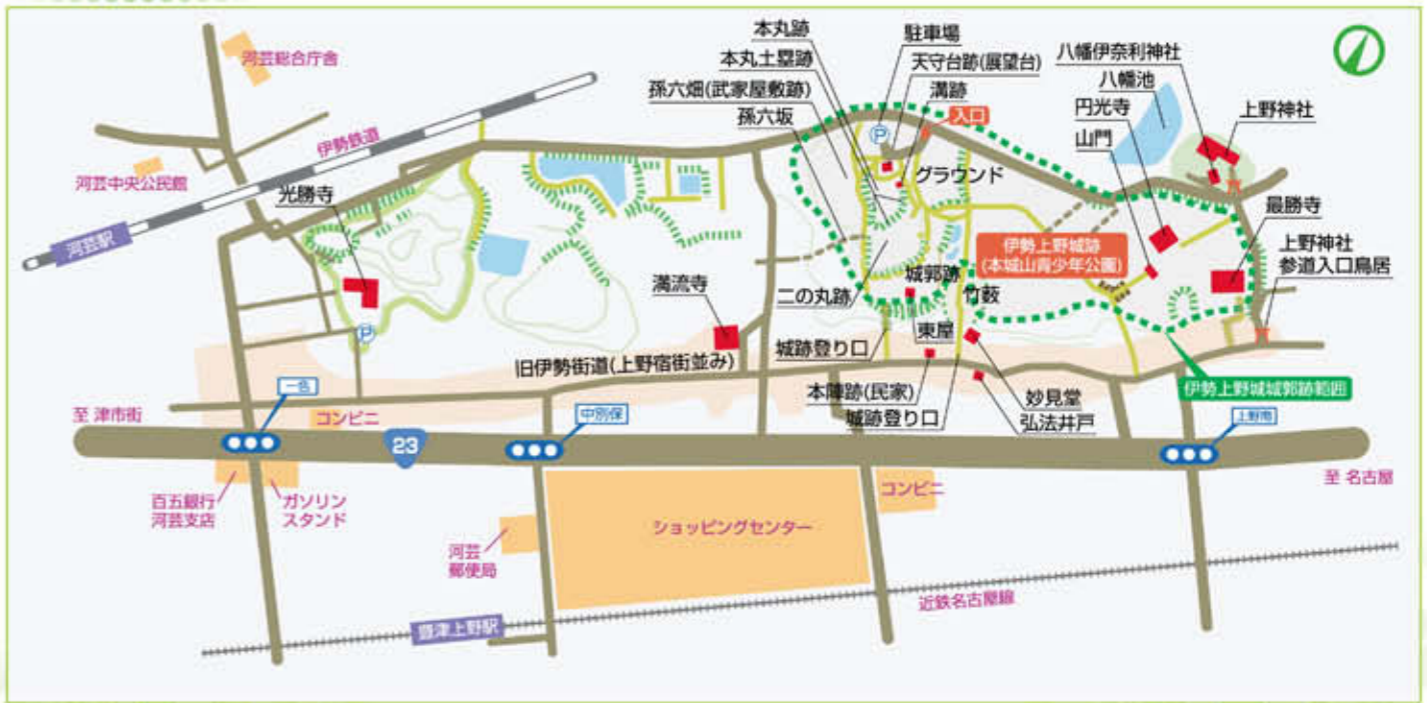 河芸総合庁舎
伊勢鉄道
河芸中央公民館
河芸駅
光勝寺
P
満流寺
旧伊勢街道(上野宿街並み)
本丸跡
本丸土塁跡
孫六畑(武家屋敷跡)
孫六坂
駐車場
天守台跡(展望台)
溝跡
入口
P
グラウンド
八幡伊奈利神社
八幡池
円光寺
山門
上野神社
最勝寺
上野神社
参道入口鳥居
伊勢上野城跡
(本城山青少年公園)
城郭跡
竹薮
二の丸跡
東屋
城跡登り口
本陣跡(民家)
城跡登り口
妙見堂
弘法井戸
伊勢上野城城郭跡範囲
至 津市街
一色
コンビニ
23
中別保
上野南
至 名古屋
百五銀行
河芸支店
ガソリン
スタンド
河芸
郵便局
ショッピングセンター
コンビニ
近鉄名古屋線
豊津上野駅